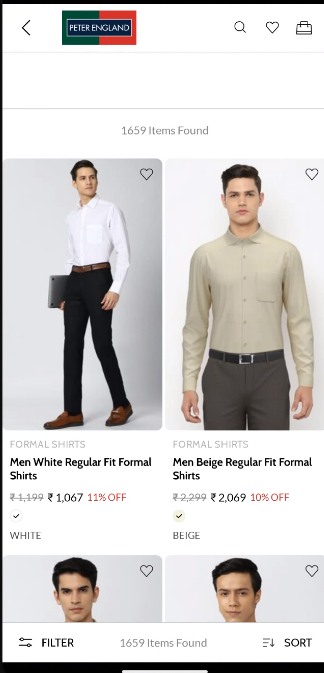 PETER ENGLAND
1659 Items Found
FORMAL SHIRTS
Men White Regular Fit Formal
Shirts
₹ 1,199 ₹ 1,067 11% OFF
WHITE
FORMAL SHIRTS
Men Beige Regular Fit Formal
Shirts
₹ 2,299 ₹ 2,069 10% OFF
BEIGE
FILTER
1659 Items Found
SORT